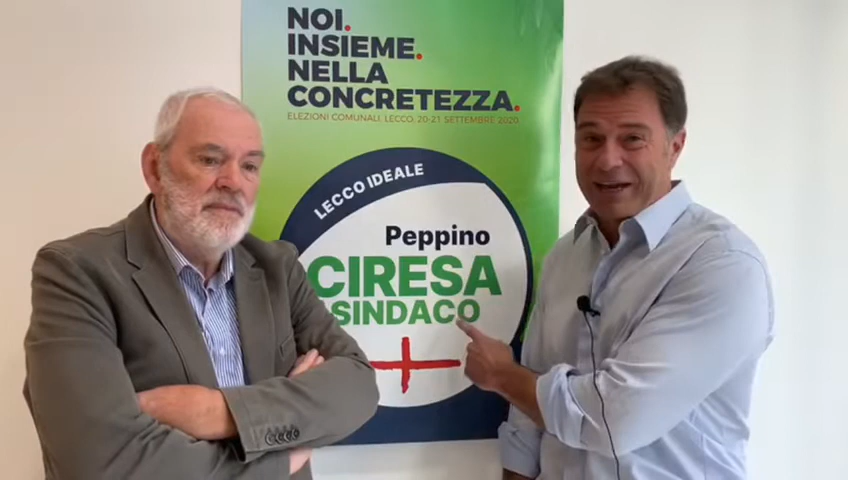 NOI.
INSIEME.
NELLA
CONCRETEZZA.
ELEZIONI COMUNALI, LECCO, 20-21 SETTEMBRE 2020
LECCO IDEALE
Peppino
CIRESA
SINDACO